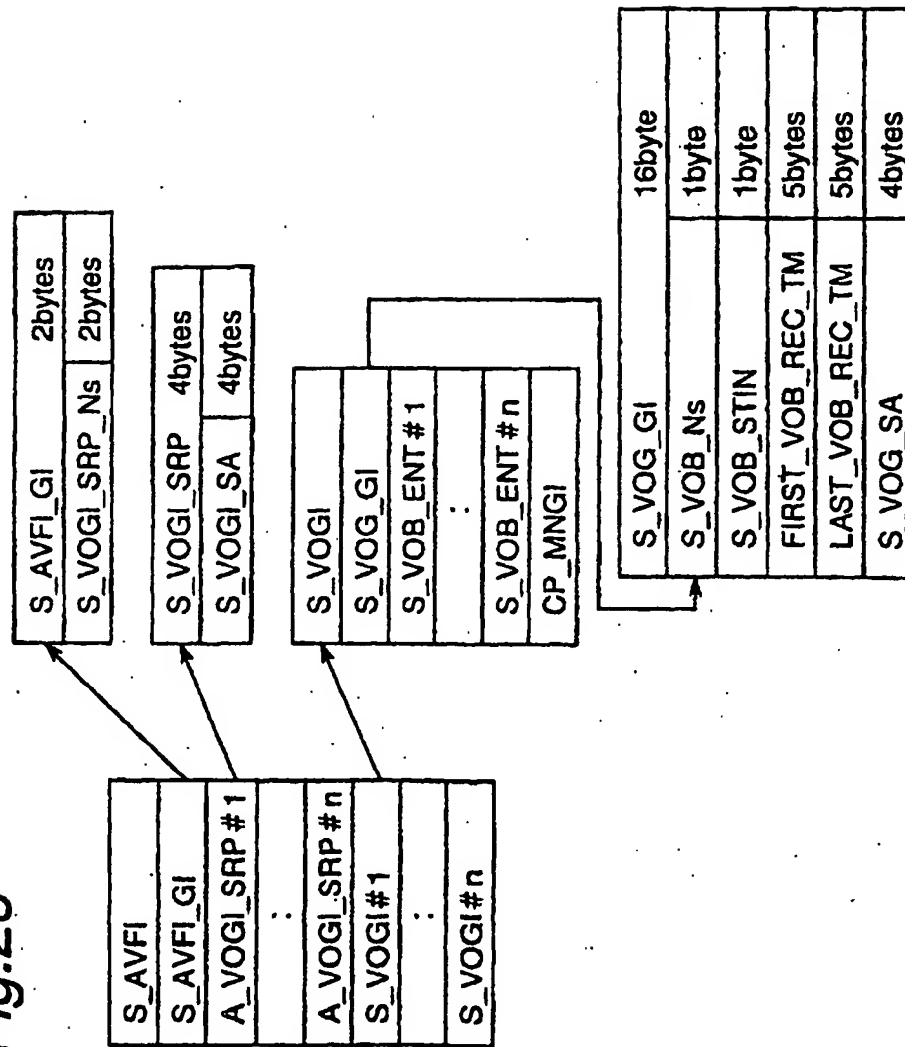 S_AVFI
S_AVFI_GI
A_VOGI_SRP#1
:
A_VOGI_SRP#n
S_VOGI#1
:
S_VOGI#n
S_AVFI_GI 2bytes
S_VOGI_SRP_Ns 2bytes
S_VOGI_SRP 4bytes
S_VOGI_SA 4bytes
S_VOGI
S_VOG_GI
S_VOB_ENT#1
:
S_VOB_ENT#n
CP_MNGI
S_VOG_GI 16byte
S_VOB_Ns 1byte
S_VOB_STIN 1byte
FIRST_VOB_REC_TM 5bytes
LAST_VOB_REC_TM 5bytes
S_VOG_SA 4bytes